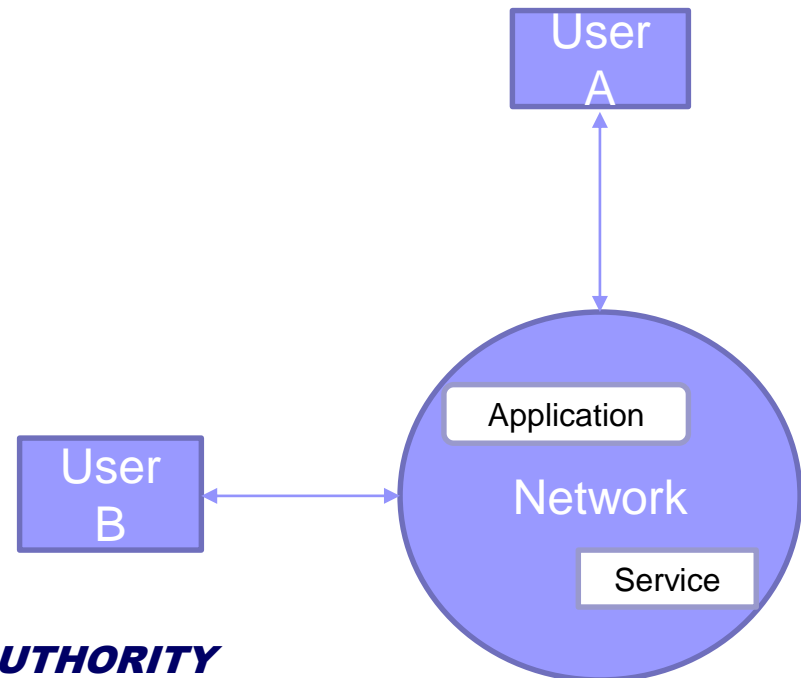 User
A
Application
User
B
Network
Service
UTHORITY